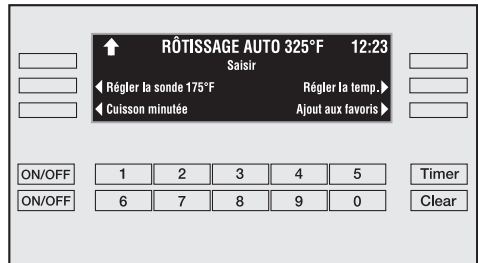 RÔTISSAGE AUTO 325°F 12:23
Saisir
Régler la sonde 175°F Régler la temp.
Cuisson minutée Ajout aux favoris
ON/OFF 1 2 3 4 5 Timer
ON/OFF 6 7 8 9 0 Clear